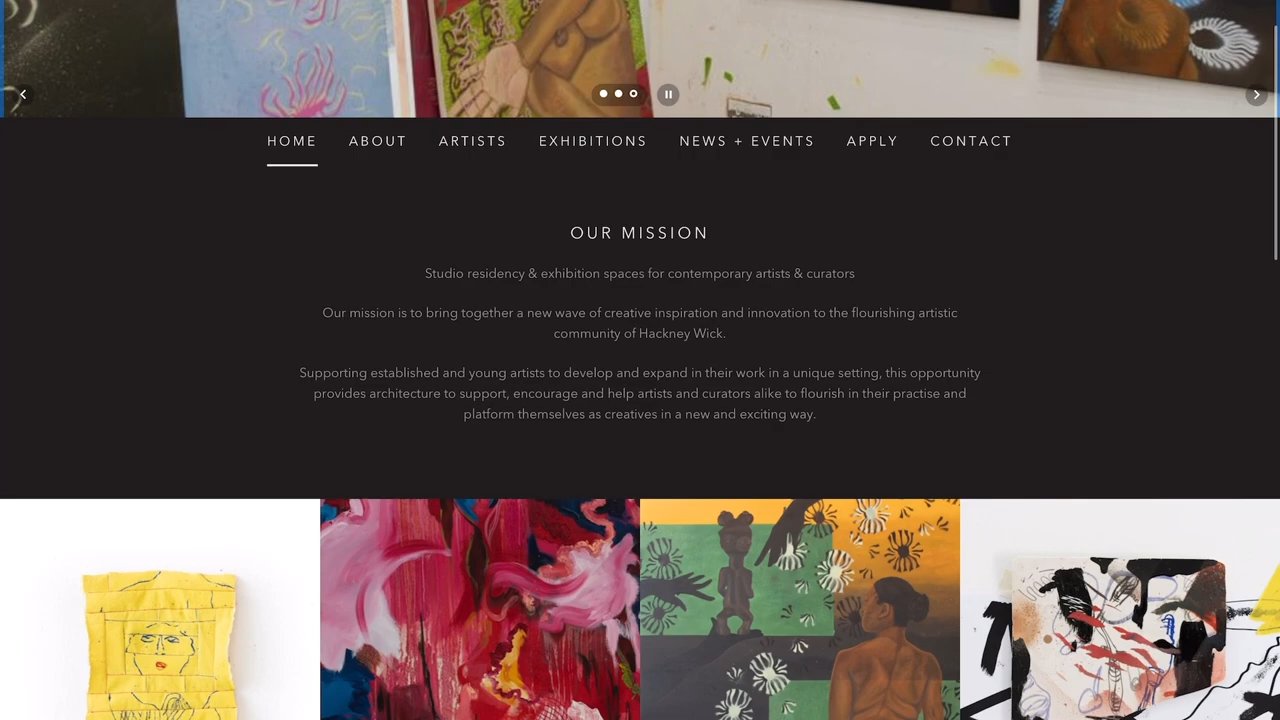 HOME ABOUT ARTISTS EXHIBITIONS NEWS + EVENTS APPLY CONTACT
OUR MISSION
Studio residency & exhibition spaces for contemporary artists & curators
Our mission is to bring together a new wave of creative inspiration and innovation to the flourishing artistic
community of Hackney Wick.
Supporting established and young artists to develop and expand in their work in a unique setting, this opportunity
provides architecture to support, encourage and help artists and curators alike to flourish in their practise and
platform themselves as creatives in a new and exciting way.